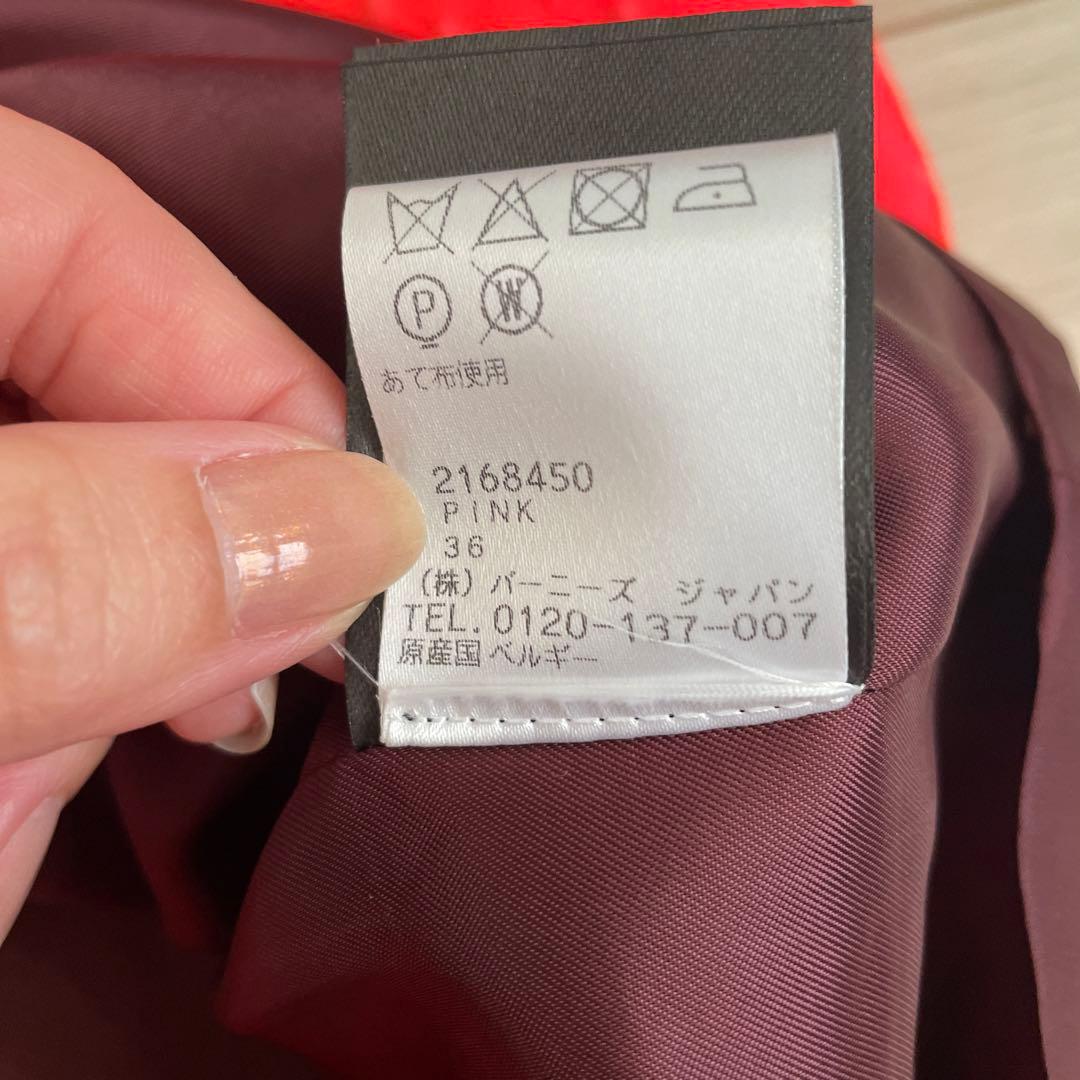 P W
あて布使用
2168450
PINK
36
(株) バーニーズ ジャパン
TEL. 0120-137-007
原産国 ベルギー